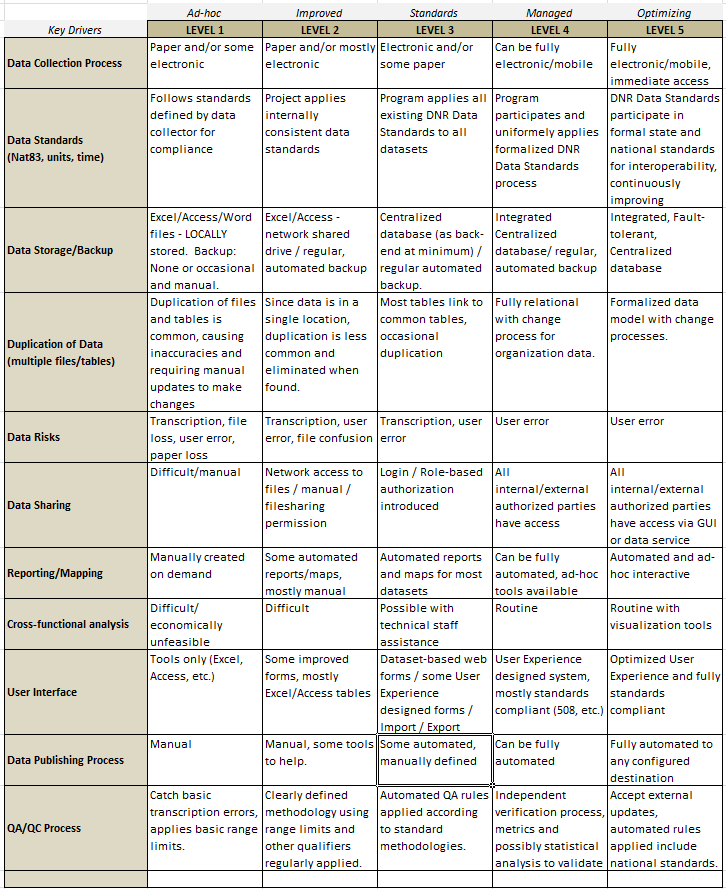 Ad-hoc Improved Standards Managed Optimizing
Key Drivers LEVEL 1 LEVEL 2 LEVEL 3 LEVEL 4 LEVEL 5
Data Collection Process
Paper and/or some
electronic
Paper and/or mostly
electronic
Electronic and/or
some paper
Can be fully
electronic/mobile
Fully
electronic/mobile,
immediate access
Data Standards
(Nat83, units, time)
Follows standards
defined by data
collector for
compliance
Project applies
internally
consistent data
standards
Program applies all
existing DNR Data
Standards to all
datasets
Program
participates and
uniformely applies
formalized DNR
Data Standards
process
DNR Data Standards
participate in
formal state and
national standards
for interoperability,
continuously
improving
Data Storage/Backup
Excel/Access/Word
files - LOCALLY
stored.  Backup:
None or occasional
and manual.
Excel/Access -
network shared
drive / regular,
automated backup
Centralized
database (as back-
end at minimum) /
regular automated
backup.
Integrated
Centralized
database/ regular,
automated backup
Integrated, Fault-
tolerant,
Centralized
database
Duplication of Data
(multiple files/tables)
Duplication of files
and tables is
common, causing
inaccuracies and
requiring manual
updates to make
changes
Since data is in a
single location,
duplication is less
common and
eliminated when
found.
Most tables link to
common tables,
occasional
duplication
Fully relational
with change
process for
organization data.
Formalized data
model with change
processes.
Data Risks
Transcription, file
loss, user error,
paper loss
Transcription, user
error, file confusion
Transcription, user
error
User error
User error
Data Sharing
Difficult/manual
Network access to
files / manual /
filesharing
permission
Login / Role-based
authorization
introduced
All
internal/external
authorized parties
have access
All
internal/external
authorized parties
have access via GUI
or data service
Reporting/Mapping
Manually created
on demand
Some automated
reports/maps,
mostly manual
Automated reports
and maps for most
datasets
Can be fully
automated, ad-hoc
tools available
Automated and ad-
hoc interactive
Cross-functional analysis
Difficult/
economically
unfeasible
Difficult
Possible with
technical staff
assistance
Routine
Routine with
visualization tools
User Interface
Tools only (Excel,
Access, etc.)
Some improved
forms, mostly
Excel/Access tables
Dataset-based web
forms / some User
Experience
designed forms /
Import / Export
User Experience
designed system,
mostly standards
compliant (508, etc.)
Optimized User
Experience and fully
standards
compliant
Data Publishing Process
Manual
Manual, some tools
to help.
Some automated,
manually defined
Can be fully
automated
Fully automated to
any configured
destination
QA/QC Process
Catch basic
transcription errors,
applies basic range
limits.
Clearly defined
methodology using
range limits and
other qualifiers
regularly applied.
Automated QA rules
applied according
to standard
methodologies.
Independent
verification process,
metrics and
possibly statistical
analysis to validate
Accept external
updates,
automated rules
applied include
national standards.